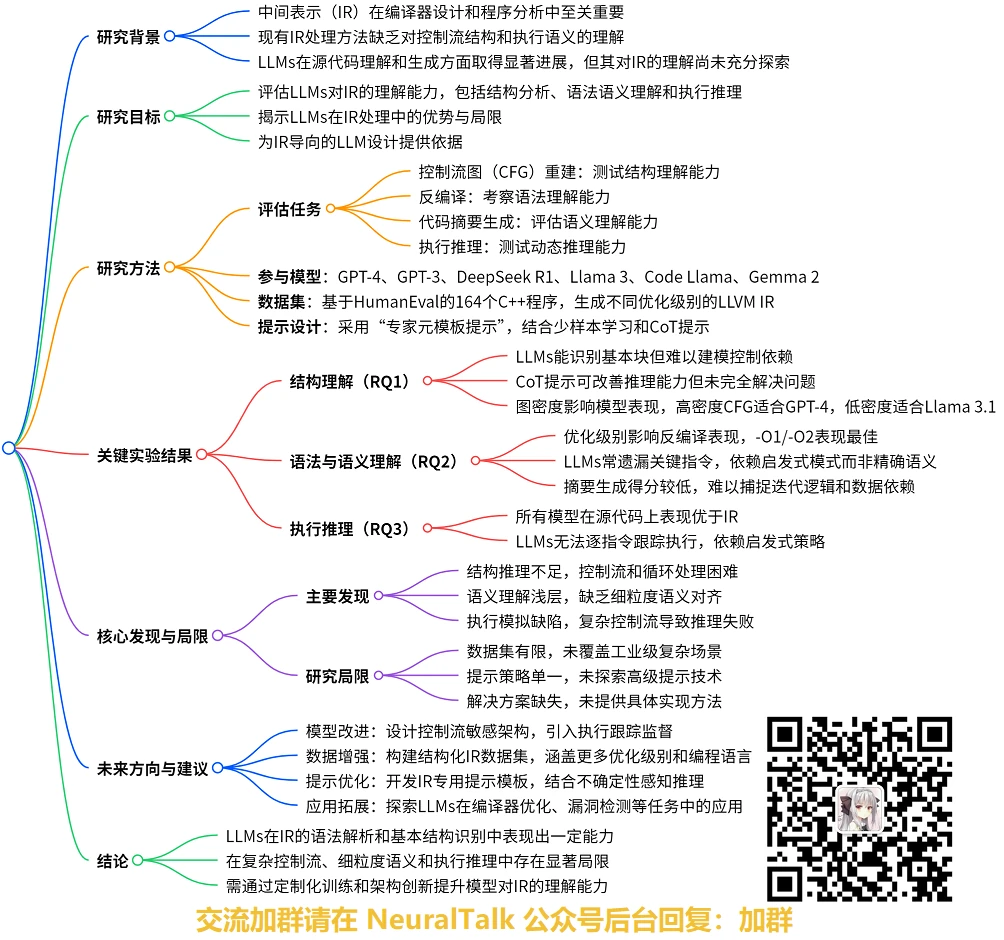 研究背景
中间表示（IR）在编译器设计和程序分析中至关重要
现有IR处理方法缺乏对控制流结构和执行语义的理解
LLMs在源代码理解和生成方面取得显著进展，但其对IR的理解尚未充分探索
研究目标
评估LLMs对IR的理解能力，包括结构分析、语法语义理解和执行推理
揭示LLMs在IR处理中的优势与局限
为IR导向的LLM设计提供依据
研究方法
评估任务
控制流图（CFG）重建：测试结构理解能力
反编译：考察语法理解能力
代码摘要生成：评估语义理解能力
执行推理：测试动态推理能力
参与模型：GPT-4、GPT-3、DeepSeek R1、Llama 3、Code Llama、Gemma 2
数据集：基于HumanEval的164个C++程序，生成不同优化级别的LLVM IR
提示设计：采用“专家元模板提示”，结合少样本学习和CoT提示
关键实验结果
结构理解（RQ1）
LLMs能识别基本块但难以建模控制依赖
CoT提示可改善推理能力但未完全解决问题
图密度影响模型表现，高密度CFG适合GPT-4，低密度适合Llama 3.1
语法与语义理解（RQ2）
优化级别影响反编译表现，-O1/-O2表现最佳
LLMs常遗漏关键指令，依赖启发式模式而非精确语义
摘要生成得分较低，难以捕捉迭代逻辑和数据依赖
执行推理（RQ3）
所有模型在源代码上表现优于IR
LLMs无法逐指令跟踪执行，依赖启发式策略
核心发现与局限
主要发现
结构推理不足，控制流和循环处理困难
语义理解浅层，缺乏细粒度语义对齐
执行模拟缺陷，复杂控制流导致推理失败
研究局限
数据集有限，未覆盖工业级复杂场景
提示策略单一，未探索高级提示技术
解决方案缺失，未提供具体实现方法
未来方向与建议
模型改进：设计控制流敏感架构，引入执行跟踪监督
数据增强：构建结构化IR数据集，涵盖更多优化级别和编程语言
提示优化：开发IR专用提示模板，结合不确定性感知推理
应用拓展：探索LLMs在编译器优化、漏洞检测等任务中的应用
结论
LLMs在IR的语法解析和基本结构识别中表现出一定能力
在复杂控制流、细粒度语义和执行推理中存在显著局限
需通过定制化训练和架构创新提升模型对IR的理解能力
交流加群请在 NeuralTalk 公众号后台回复：加群